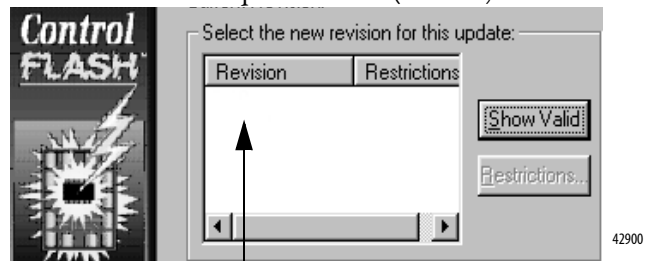 Control
FLASH
Select the new revision for this update:
Revision
Restrictions
Show Valid
Restrictions...
42900